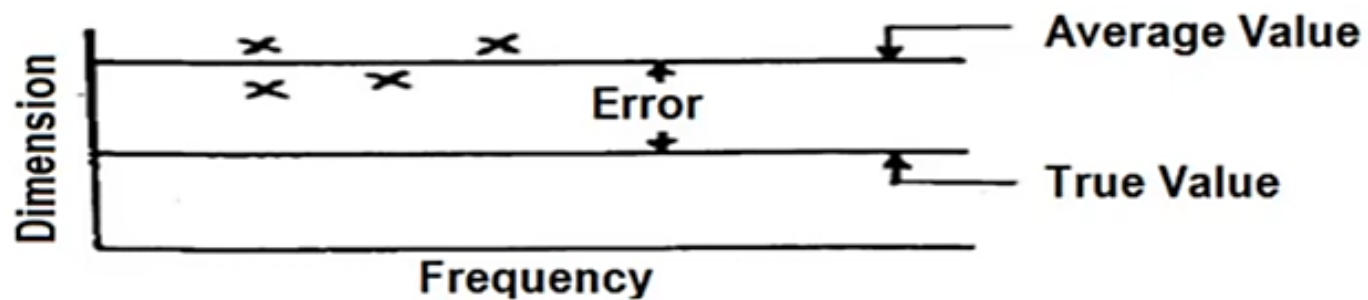 Average Value
Dimension
Error
True Value
Frequency